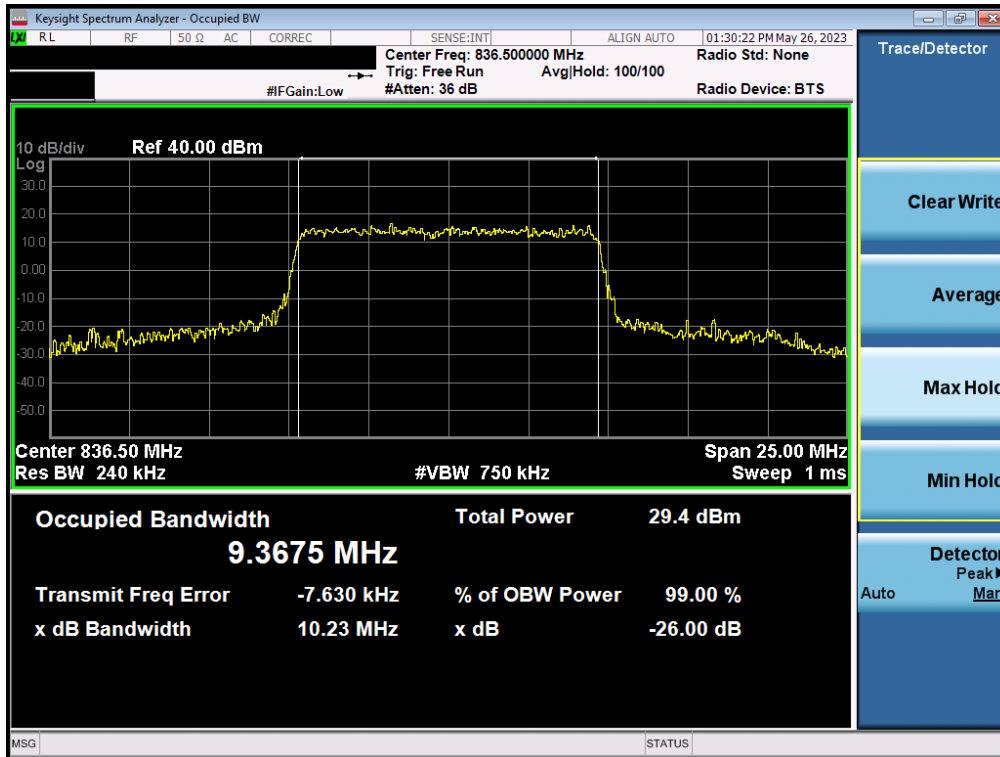 Keysight Spectrum Analyzer - Occupied BW
LXI RL RF 50 Ω AC CORREC SENSE:INT ALIGN AUTO 01:30:22 PM May 26, 2023
Center Freq: 836.500000 MHz Radio Std: None
Trig: Free Run Avg|Hold: 100/100
#IFGain:Low #Atten: 36 dB Radio Device: BTS
10 dB/div Ref 40.00 dBm
Log
30.0
20.0
10.0
0.00
-10.0
-20.0
-30.0
-40.0
-50.0
Center 836.50 MHz Span 25.00 MHz
Res BW 240 kHz #VBW 750 kHz Sweep 1 ms
Occupied Bandwidth Total Power 29.4 dBm
9.3675 MHz
Transmit Freq Error -7.630 kHz % of OBW Power 99.00 %
x dB Bandwidth 10.23 MHz x dB -26.00 dB
MSG STATUS
Trace/Detector
Clear Write
Average
Max Hold
Min Hold
Detector
Peak
Auto Man